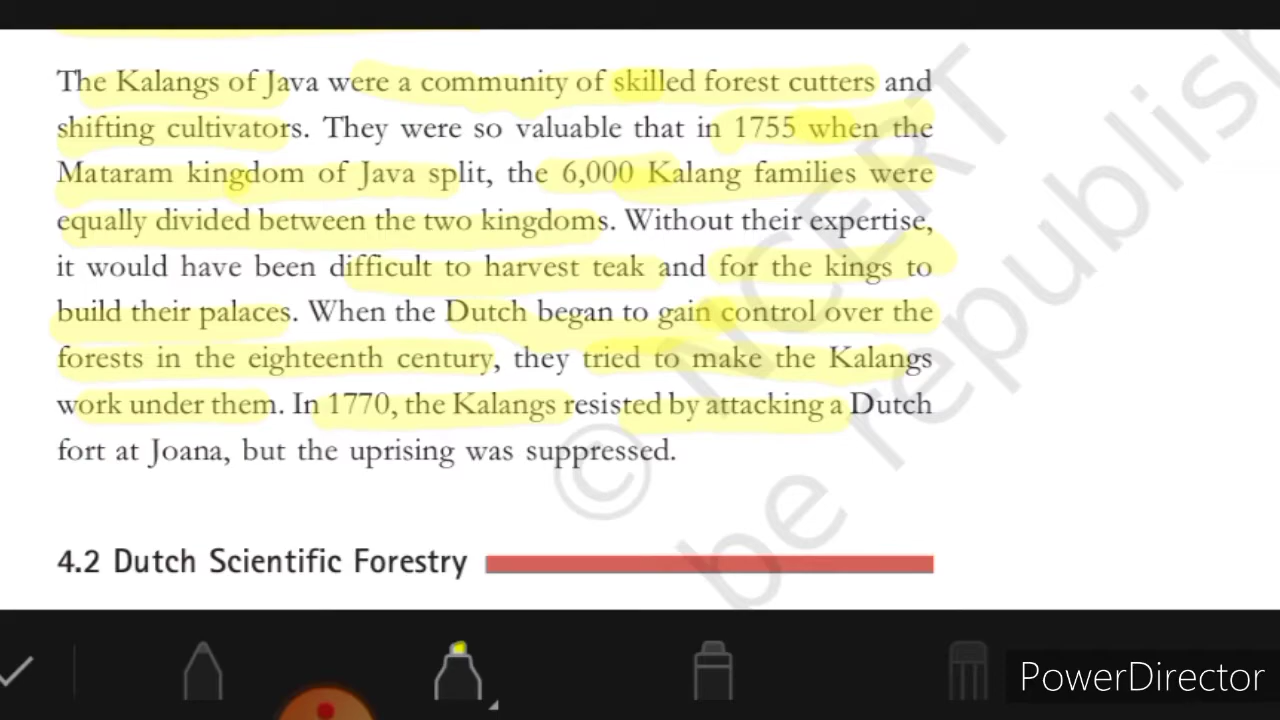 The Kalangs of Java were a community of skilled forest cutters and
shifting cultivators. They were so valuable that in 1755 when the
Mataram kingdom of Java split, the 6,000 Kalang families were
equally divided between the two kingdoms. Without their expertise,
it would have been difficult to harvest teak and for the kings to
build their palaces. When the Dutch began to gain control over the
forests in the eighteenth century, they tried to make the Kalangs
work under them. In 1770, the Kalangs resisted by attacking a Dutch
fort at Joana, but the uprising was suppressed.
© NCERT
be republish
4.2 Dutch Scientific Forestry
PowerDirector